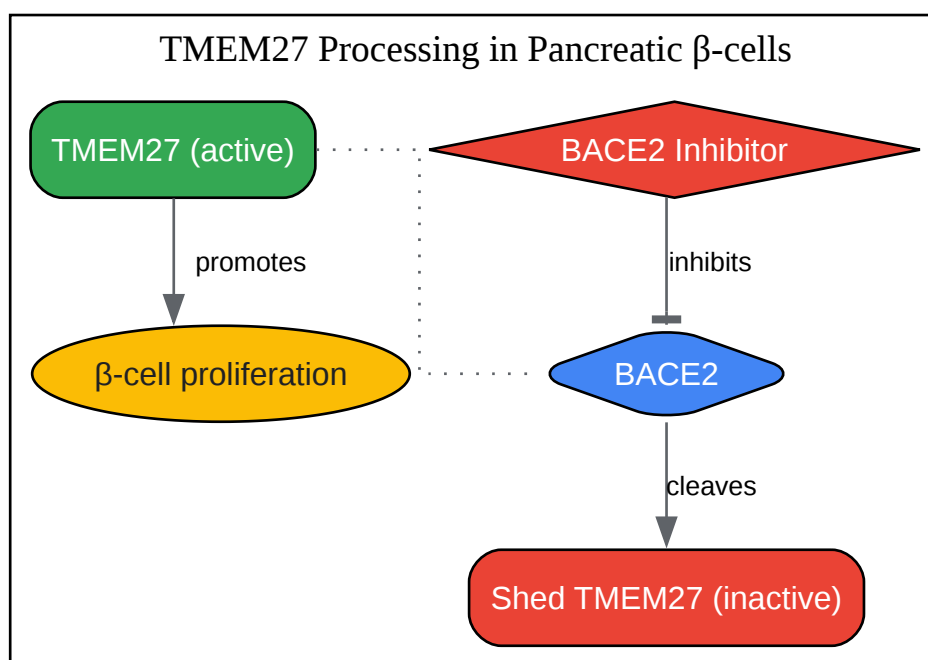 TMEM27 Processing in Pancreatic β-cells
TMEM27 (active)
BACE2 Inhibitor
promotes
inhibits
β-cell proliferation
BACE2
cleaves
Shed TMEM27 (inactive)